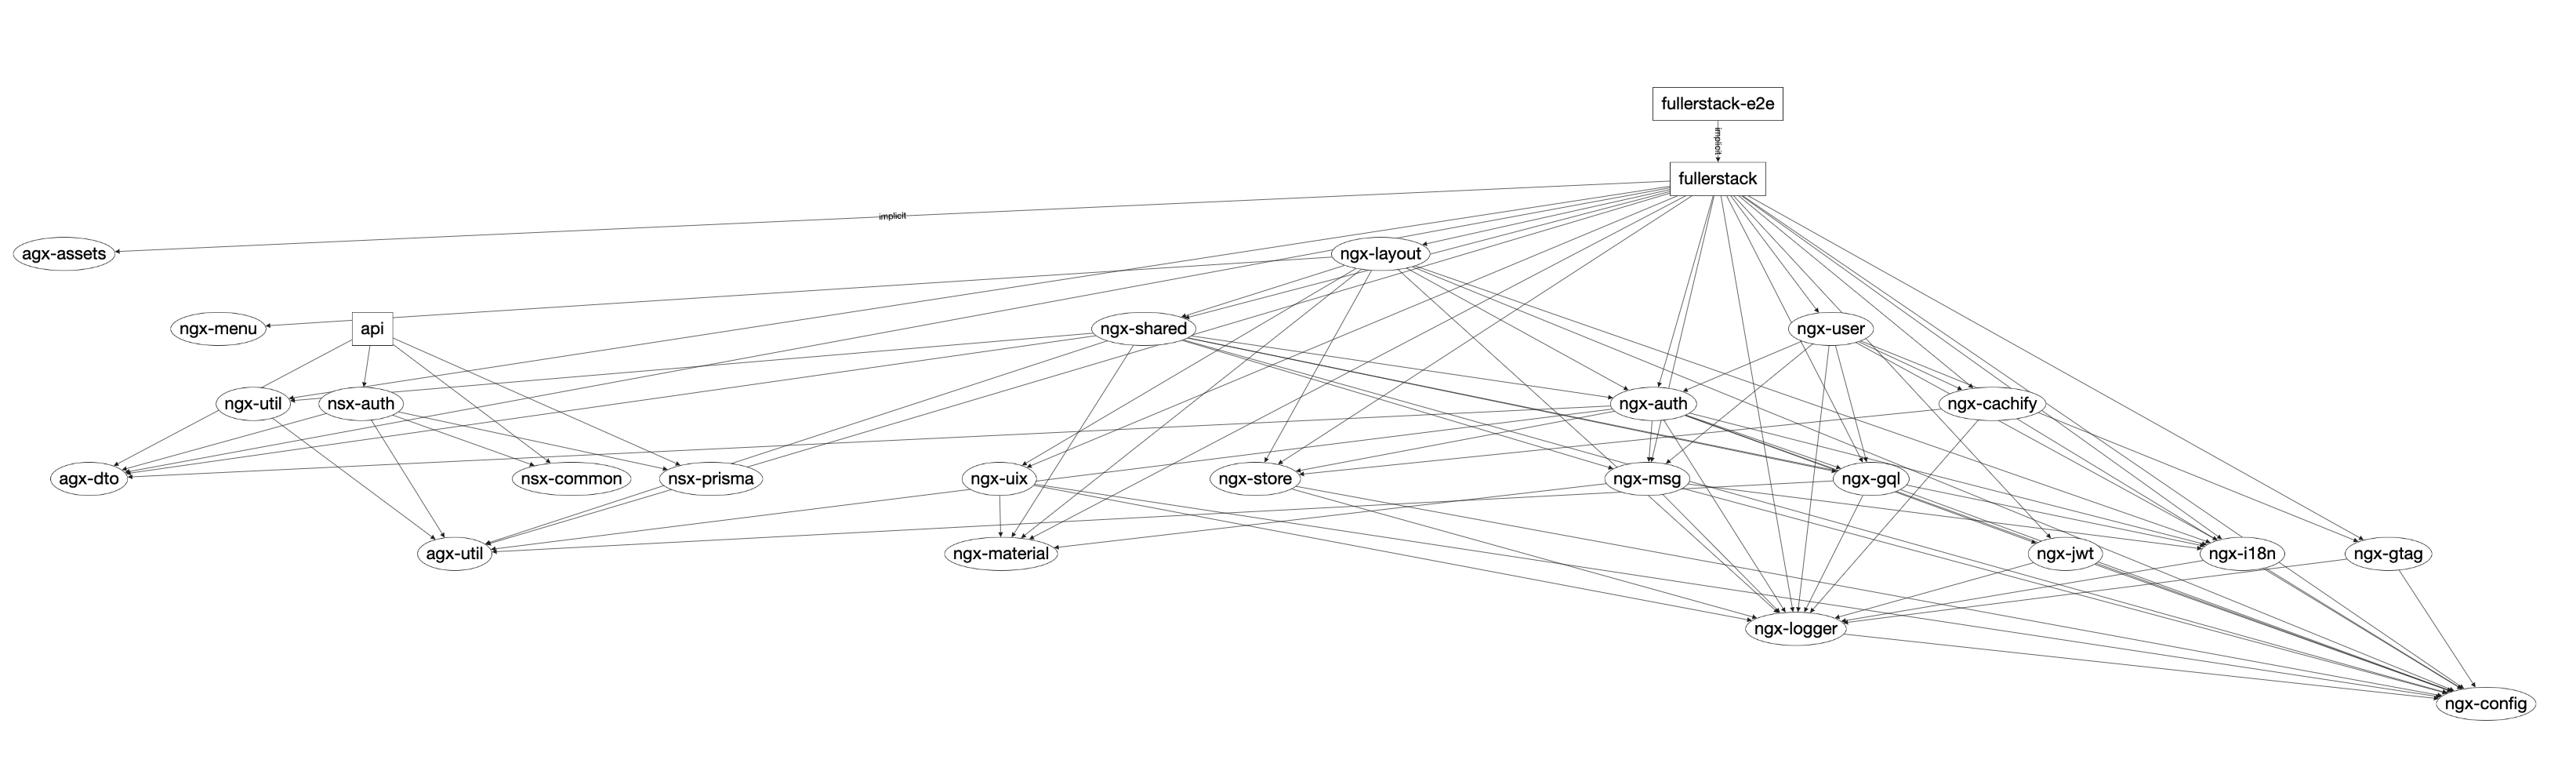 fullerstack-e2e
implicit
fullerstack
implicit
agx-assets
ngx-layout
ngx-menu
api
ngx-shared
ngx-user
ngx-util
nsx-auth
ngx-auth
ngx-cachify
agx-dto
nsx-common
nsx-prisma
ngx-uix
ngx-store
ngx-msg
ngx-gql
agx-util
ngx-material
ngx-jwt
ngx-i18n
ngx-gtag
ngx-logger
ngx-config